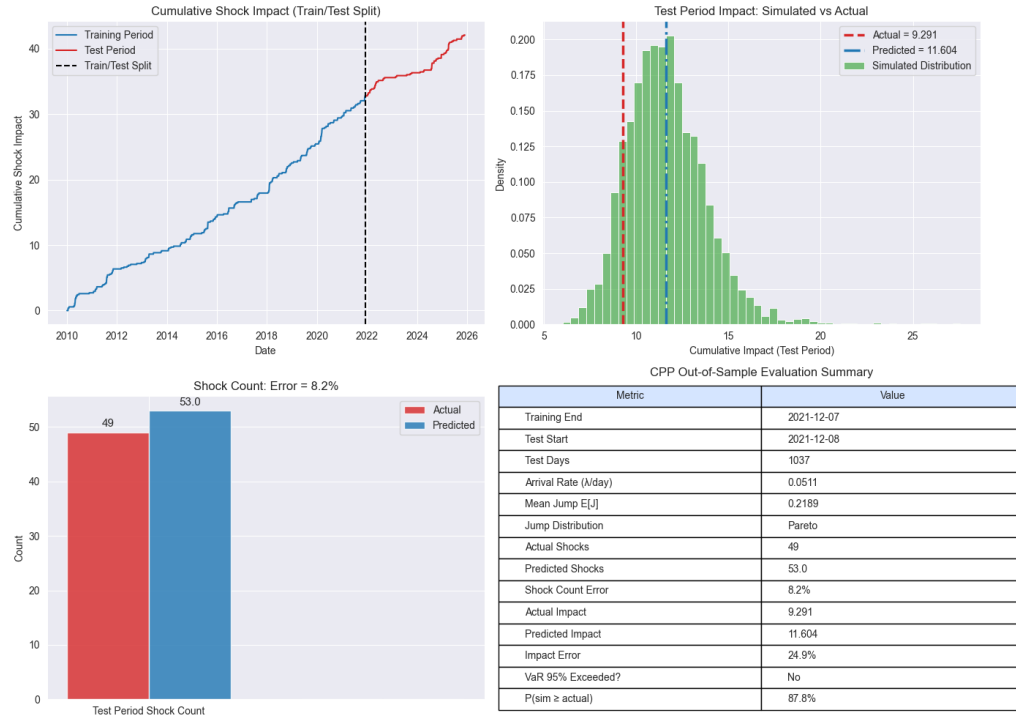 Cumulative Shock Impact (Train/Test Split)
Training Period
Test Period
Train/Test Split
Cumulative Shock Impact
40
30
20
10
0
2010
2012
2014
2016
2018
2020
2022
2024
2026
Date
Test Period Impact: Simulated vs Actual
Actual = 9.291
Predicted = 11.604
Simulated Distribution
Density
0.200
0.175
0.150
0.125
0.100
0.075
0.050
0.025
0.000
5
10
15
20
25
Cumulative Impact (Test Period)
Shock Count: Error = 8.2%
49
53.0
Actual
Predicted
Count
50
40
30
20
10
0
Test Period Shock Count
CPP Out-of-Sample Evaluation Summary
Metric Value
Training End 2021-12-07
Test Start 2021-12-08
Test Days 1037
Arrival Rate (λ/day) 0.0511
Mean Jump E[J] 0.2189
Jump Distribution Pareto
Actual Shocks 49
Predicted Shocks 53.0
Shock Count Error 8.2%
Actual Impact 9.291
Predicted Impact 11.604
Impact Error 24.9%
VaR 95% Exceeded? No
P(sim ≥ actual) 87.8%